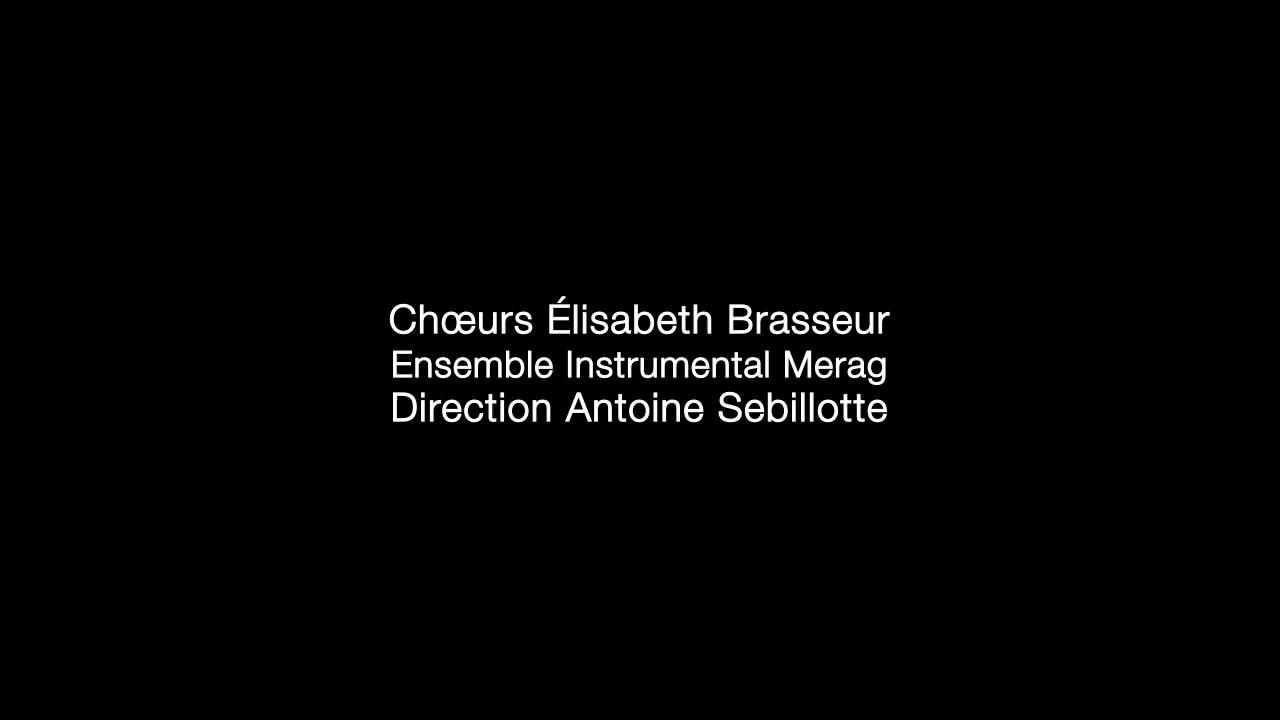 Chœurs Élisabeth Brasseur
Ensemble Instrumental Merag
Direction Antoine Sebillotte